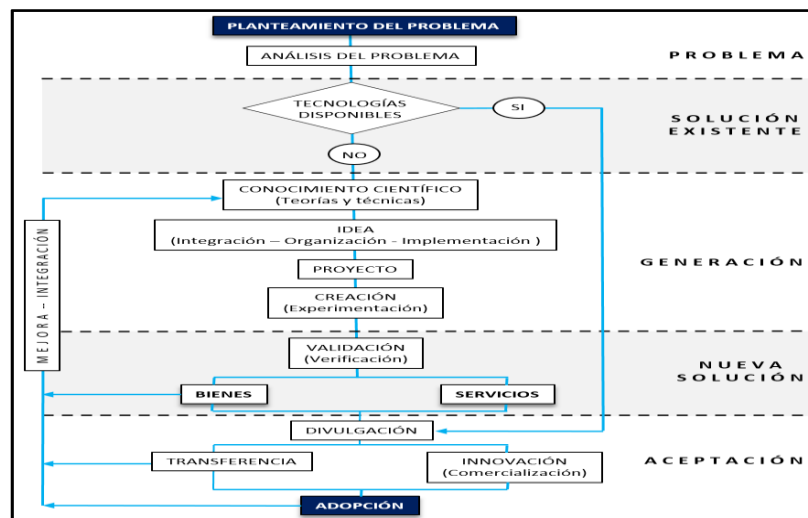 PLANTEAMIENTO DEL PROBLEMA
ANÁLISIS DEL PROBLEMA
PROBLEMA
TECNOLOGÍAS
DISPONIBLES
SI
SOLUCIÓN
EXISTENTE
NO
CONOCIMIENTO CIENTÍFICO
(Teorías y técnicas)
IDEA
(Integración – Organización - Implementación )
MEJORA – INTEGRACIÓN
PROYECTO
GENERACIÓN
CREACIÓN
(Experimentación)
VALIDACIÓN
(Verificación)
NUEVA
SOLUCIÓN
BIENES
SERVICIOS
DIVULGACIÓN
TRANSFERENCIA
INNOVACIÓN
(Comercialización)
ACEPTACIÓN
ADOPCIÓN